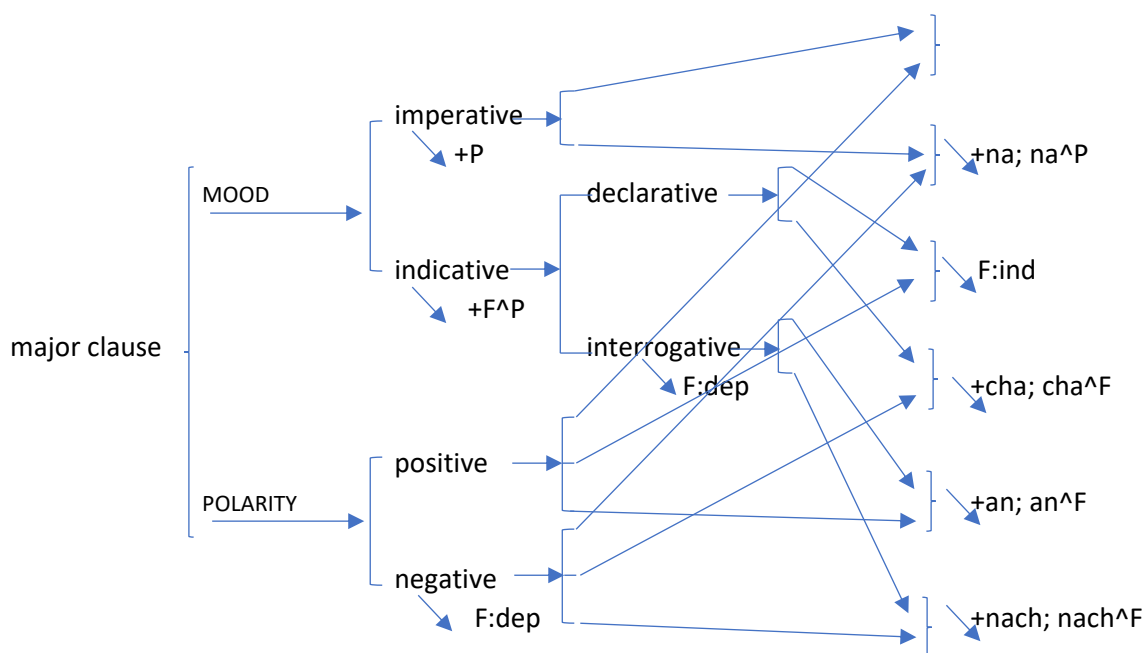 imperative
+P
+na; na^P
MOOD
declarative
indicative
+F^P
F:ind
major clause
interrogative
F:dep
+cha; cha^F
positive
POLARITY
+an; an^F
negative
F:dep
+nach; nach^F